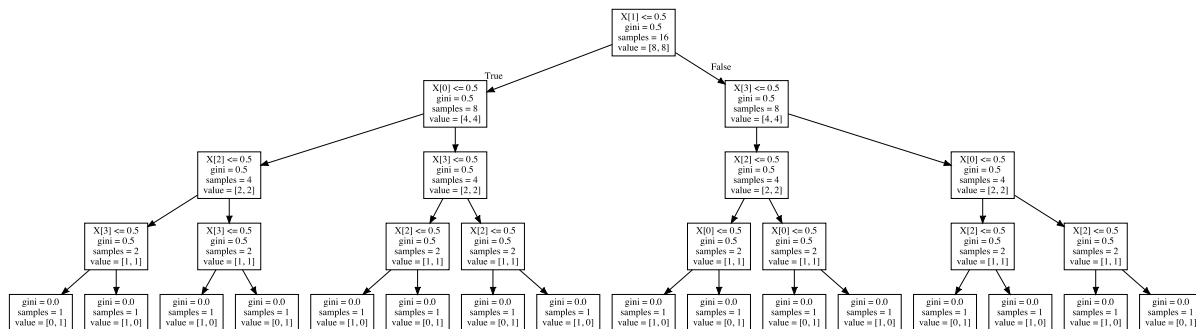 X[1] <= 0.5
gini = 0.5
samples = 16
value = [8, 8]
True
False
X[0] <= 0.5
gini = 0.5
samples = 8
value = [4, 4]
X[3] <= 0.5
gini = 0.5
samples = 8
value = [4, 4]
X[2] <= 0.5
gini = 0.5
samples = 4
value = [2, 2]
X[3] <= 0.5
gini = 0.5
samples = 4
value = [2, 2]
X[2] <= 0.5
gini = 0.5
samples = 4
value = [2, 2]
X[0] <= 0.5
gini = 0.5
samples = 4
value = [2, 2]
X[3] <= 0.5
gini = 0.5
samples = 2
value = [1, 1]
X[3] <= 0.5
gini = 0.5
samples = 2
value = [1, 1]
X[2] <= 0.5
gini = 0.5
samples = 2
value = [1, 1]
X[2] <= 0.5
gini = 0.5
samples = 2
value = [1, 1]
X[0] <= 0.5
gini = 0.5
samples = 2
value = [1, 1]
X[0] <= 0.5
gini = 0.5
samples = 2
value = [1, 1]
X[2] <= 0.5
gini = 0.5
samples = 2
value = [1, 1]
X[2] <= 0.5
gini = 0.5
samples = 2
value = [1, 1]
gini = 0.0
samples = 1
value = [0, 1]
gini = 0.0
samples = 1
value = [1, 0]
gini = 0.0
samples = 1
value = [1, 0]
gini = 0.0
samples = 1
value = [0, 1]
gini = 0.0
samples = 1
value = [1, 0]
gini = 0.0
samples = 1
value = [0, 1]
gini = 0.0
samples = 1
value = [0, 1]
gini = 0.0
samples = 1
value = [1, 0]
gini = 0.0
samples = 1
value = [1, 0]
gini = 0.0
samples = 1
value = [0, 1]
gini = 0.0
samples = 1
value = [0, 1]
gini = 0.0
samples = 1
value = [1, 0]
gini = 0.0
samples = 1
value = [0, 1]
gini = 0.0
samples = 1
value = [1, 0]
gini = 0.0
samples = 1
value = [1, 0]
gini = 0.0
samples = 1
value = [0, 1]